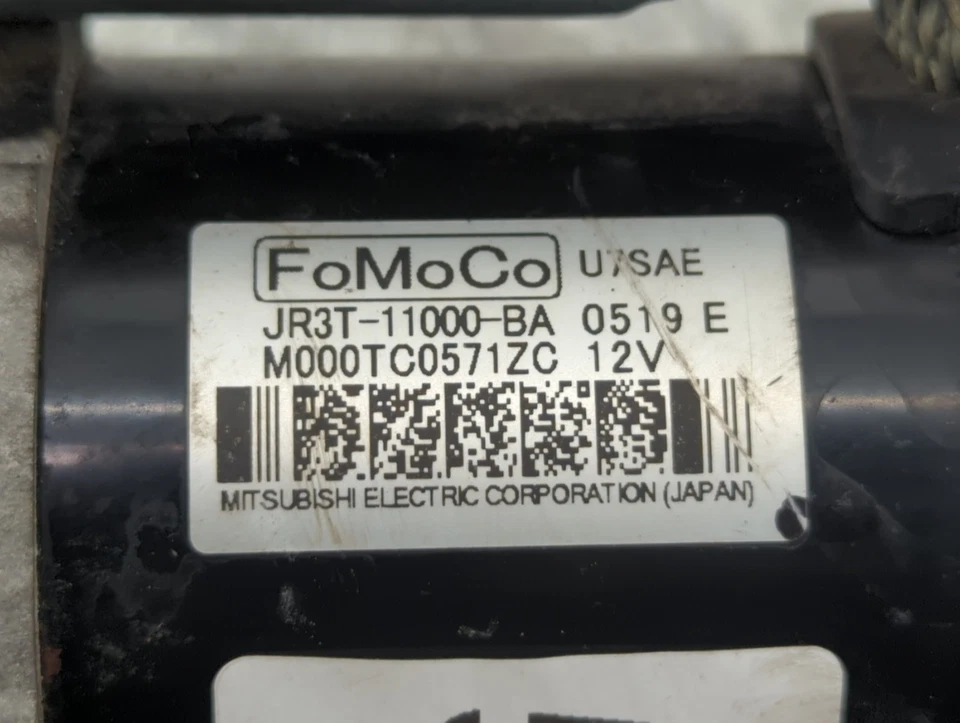 FoMoCo U7SAE
JR3T-11000-BA 0519 E
M000TC0571ZC 12V
MITSUBISHI ELECTRIC CORPORATION (JAPAN)